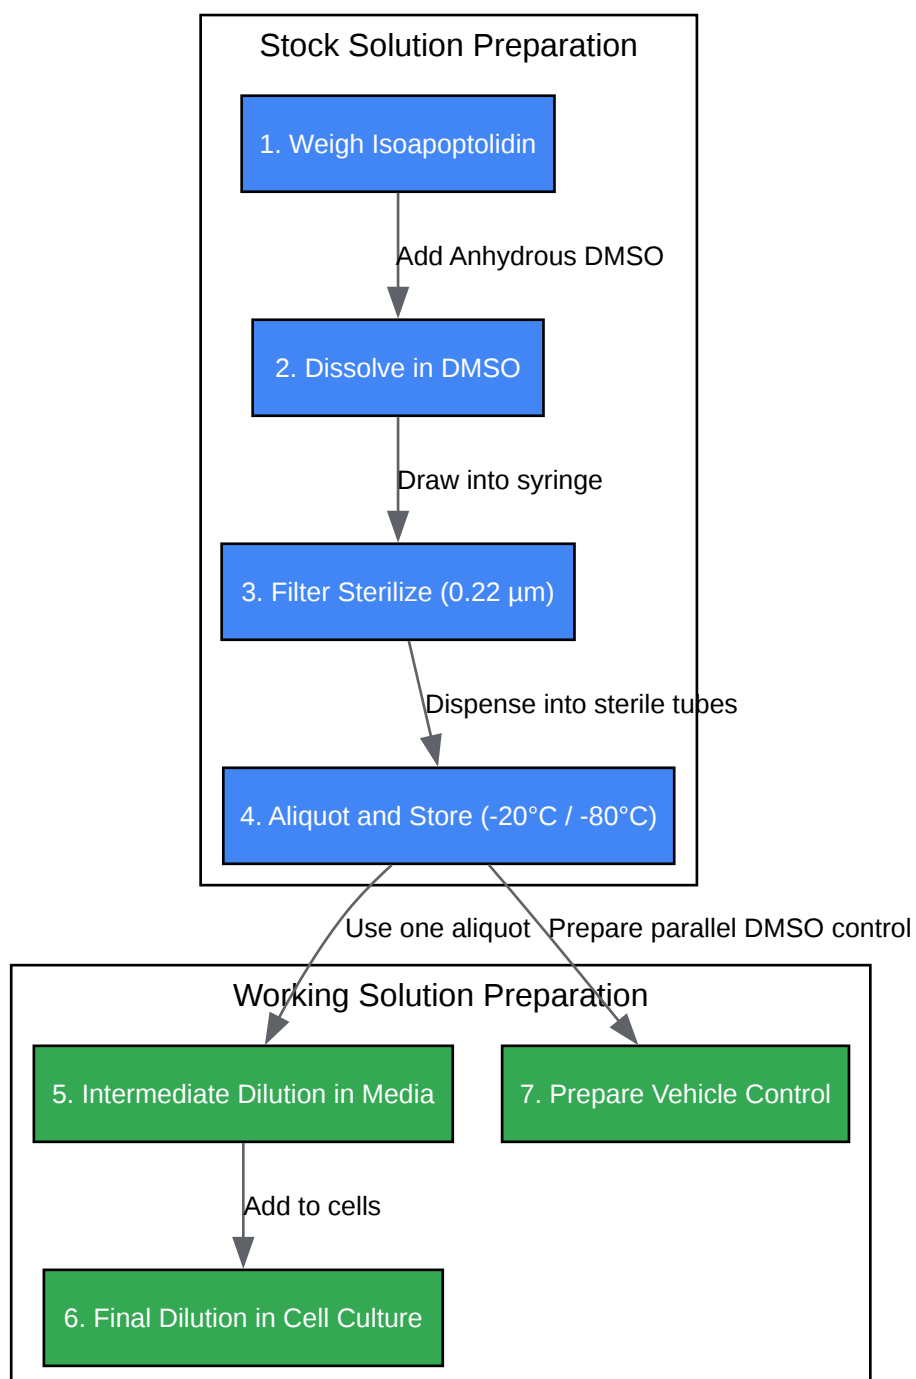 Stock Solution Preparation
1. Weigh Isoapoptolidin
Add Anhydrous DMSO
2. Dissolve in DMSO
Draw into syringe
3. Filter Sterilize (0.22 µm)
Dispense into sterile tubes
4. Aliquot and Store (-20°C / -80°C)
Use one aliquot
Prepare parallel DMSO control
Working Solution Preparation
5. Intermediate Dilution in Media
7. Prepare Vehicle Control
Add to cells
6. Final Dilution in Cell Culture